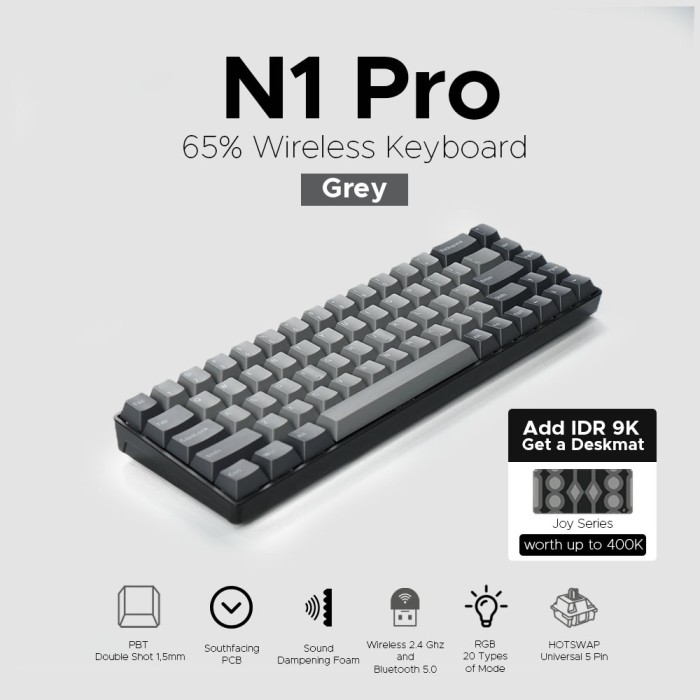 N1 Pro
65% Wireless Keyboard
Grey
Add IDR 9K
Get a Deskmat
Joy Series
worth up to 400K
PBT
Double Shot 1,5mm
Southfacing
PCB
Sound
Dampening Foam
Wireless 2.4 Ghz
and
Bluetooth 5.0
RGB
20 Types
of Mode
HOTSWAP
Universal 5 Pin